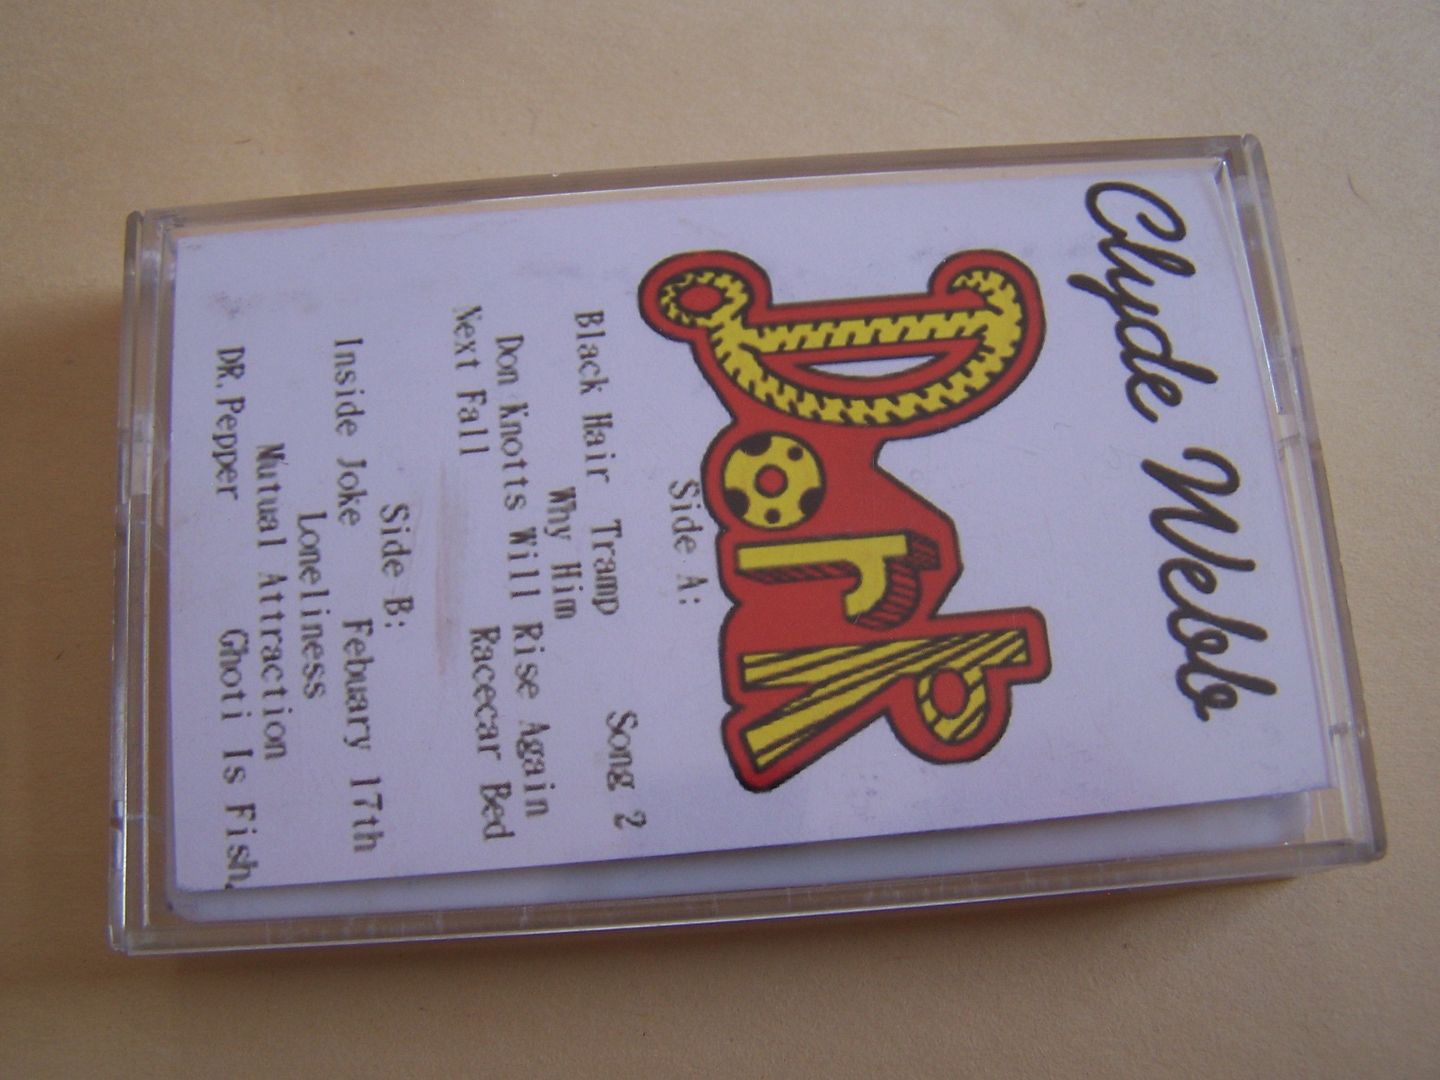 Clyde Webb
Dork
Side A:
Black Hair Tramp Song 2
Why Him
Don Knotts Will Rise Again
Next Fall Racecar Bed
Side B:
Inside Joke Febuary 17th
Loneliness
Mutual Attraction
DR. Pepper Ghoti Is Fish.